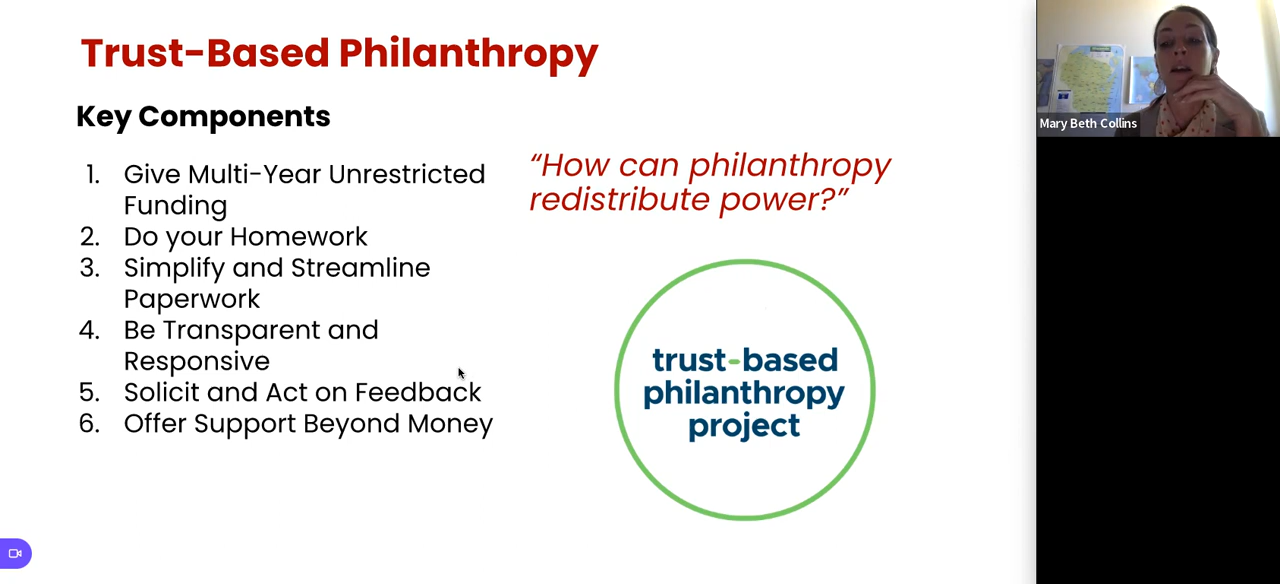 Trust-Based Philanthropy
Key Components
1. Give Multi-Year Unrestricted
Funding
2. Do your Homework
3. Simplify and Streamline
Paperwork
4. Be Transparent and
Responsive
5. Solicit and Act on Feedback
6. Offer Support Beyond Money
“How can philanthropy
redistribute power?”
trust-based
philanthropy
project
Mary Beth Collins